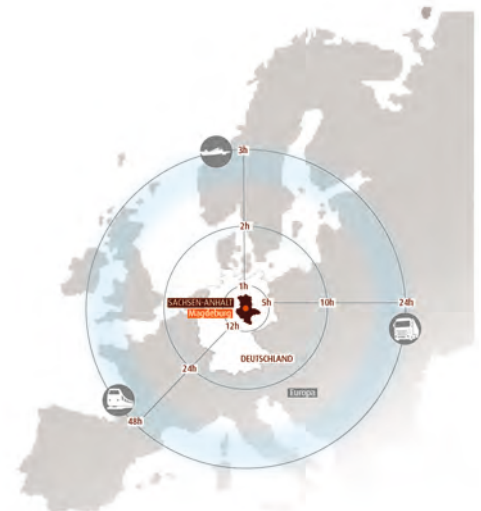 3h
2h
1h
SACHSEN-ANHALT
Magdeburg
5h
10h
24h
12h
DEUTSCHLAND
24h
Europa
48h